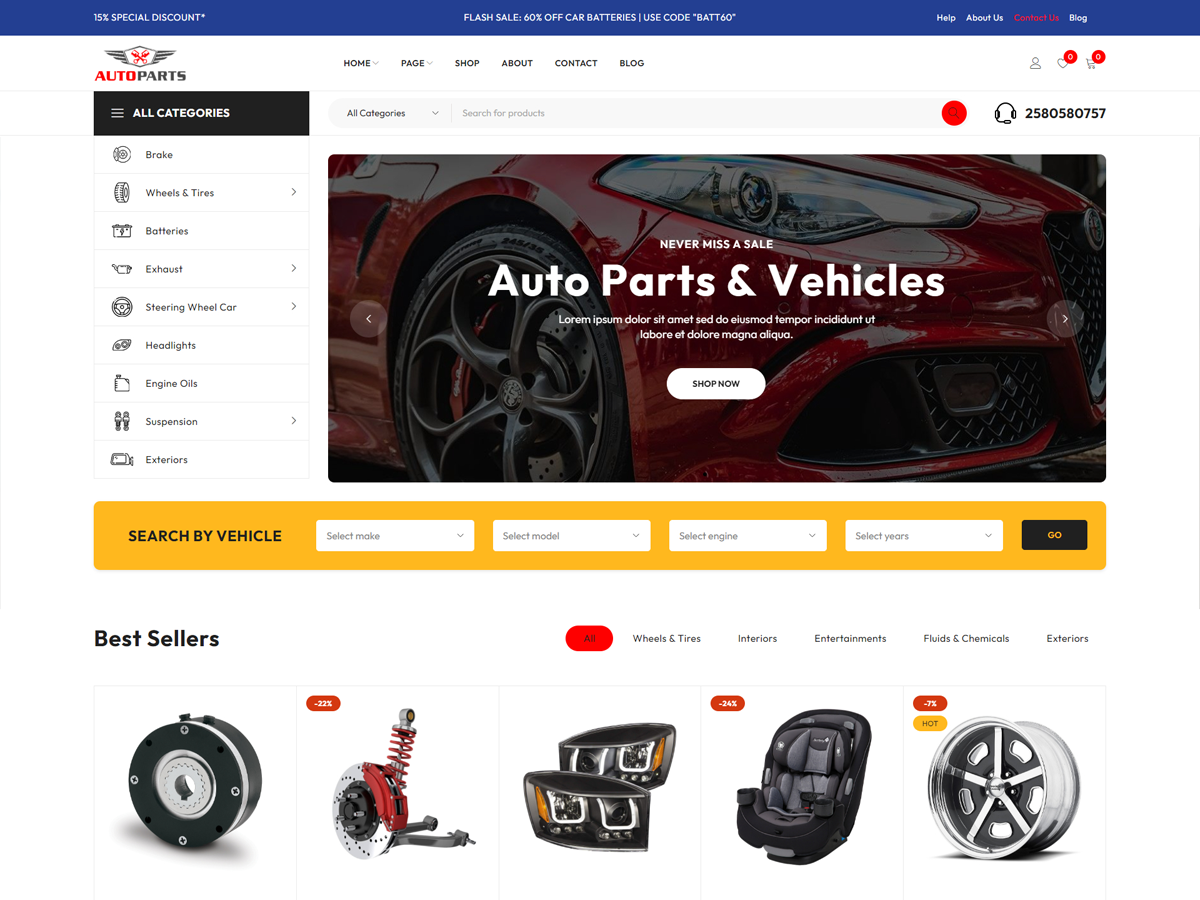 15% SPECIAL DISCOUNT*
FLASH SALE: 60% OFF CAR BATTERIES | USE CODE "BATT60"
Help About Us Contact Us Blog
AUTOPARTS
HOME PAGE SHOP ABOUT CONTACT BLOG
0 0
ALL CATEGORIES
All Categories Search for products
2580580757
Brake
Wheels & Tires
Batteries
Exhaust
Steering Wheel Car
Headlights
Engine Oils
Suspension
Exteriors
NEVER MISS A SALE
Auto Parts & Vehicles
Lorem ipsum dolor sit amet sed do eiusmod tempor incididunt ut
labore et dolore magna aliqua.
SHOP NOW
SEARCH BY VEHICLE
Select make Select model Select engine Select years GO
Best Sellers
All Wheels & Tires Interiors Entertainments Fluids & Chemicals Exteriors
-22%
-24%
-7%
HOT